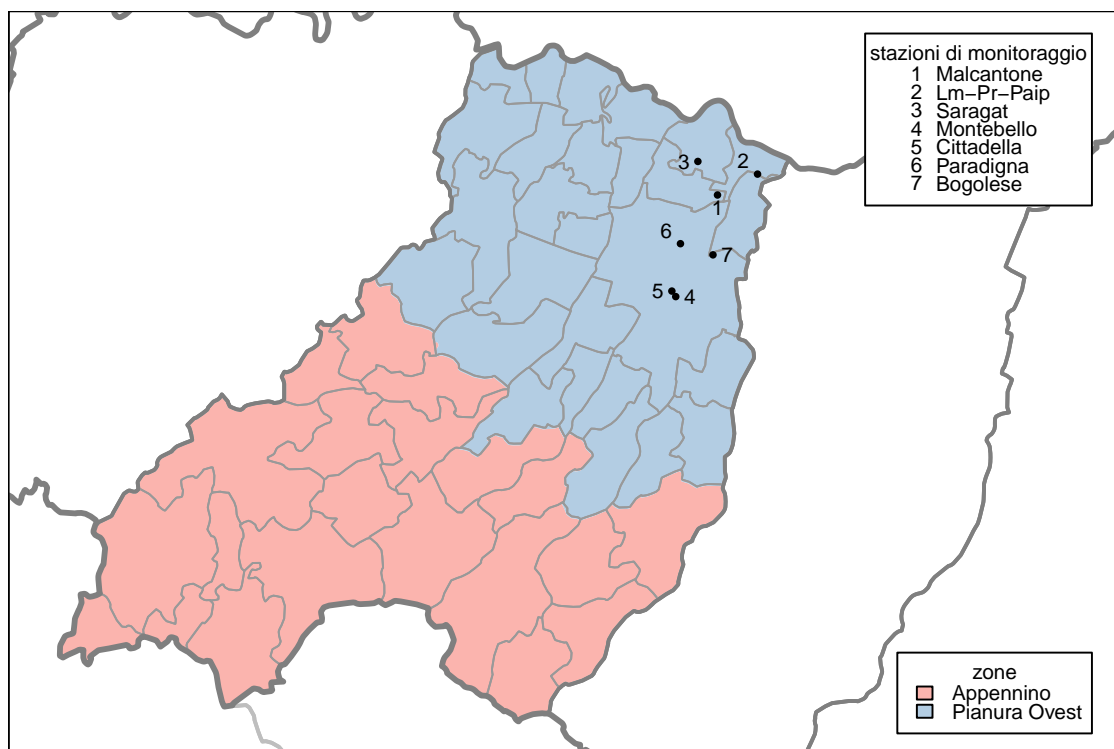 stazioni di monitoraggio
1 Malcantone
2 Lm−Pr−Paip
3 Saragat
4 Montebello
5 Cittadella
6 Paradigna
7 Bogolese
3
2
1
6
7
5
4
zone
Appennino
Pianura Ovest